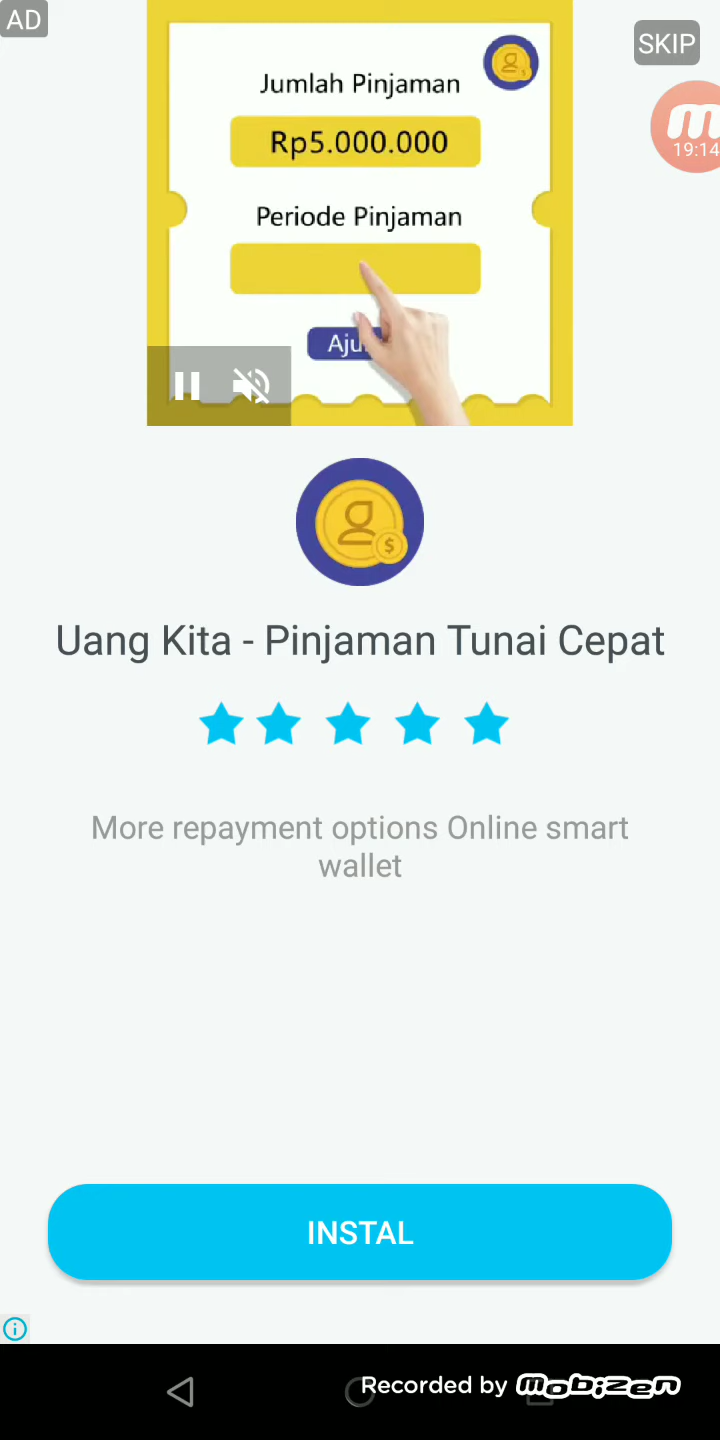 AD
SKIP
Jumlah Pinjaman
Rp5.000.000
19:14
Periode Pinjaman
Aju
Uang Kita - Pinjaman Tunai Cepat
More repayment options Online smart
wallet
INSTAL
Recorded by mobizen